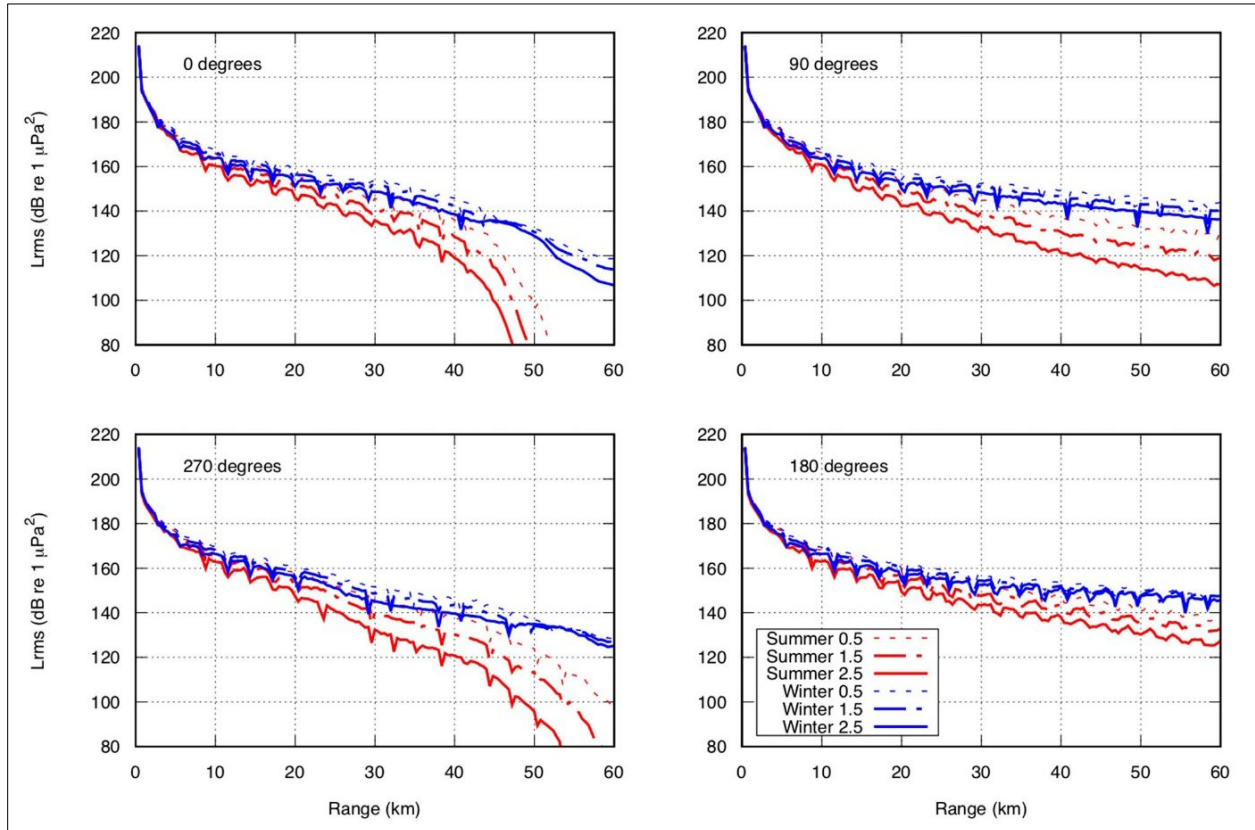 220
200
180
160
140
120
100
80
0 10 20 30 40 50 60
0 degrees
Lrms (dB re 1 μPa²)
Range (km)
220
200
180
160
140
120
100
80
0 10 20 30 40 50 60
90 degrees
Lrms (dB re 1 μPa²)
Range (km)
220
200
180
160
140
120
100
80
0 10 20 30 40 50 60
270 degrees
220
200
180
160
140
120
100
80
0 10 20 30 40 50 60
180 degrees
Summer 0.5
Summer 1.5
Summer 2.5
Winter 0.5
Winter 1.5
Winter 2.5